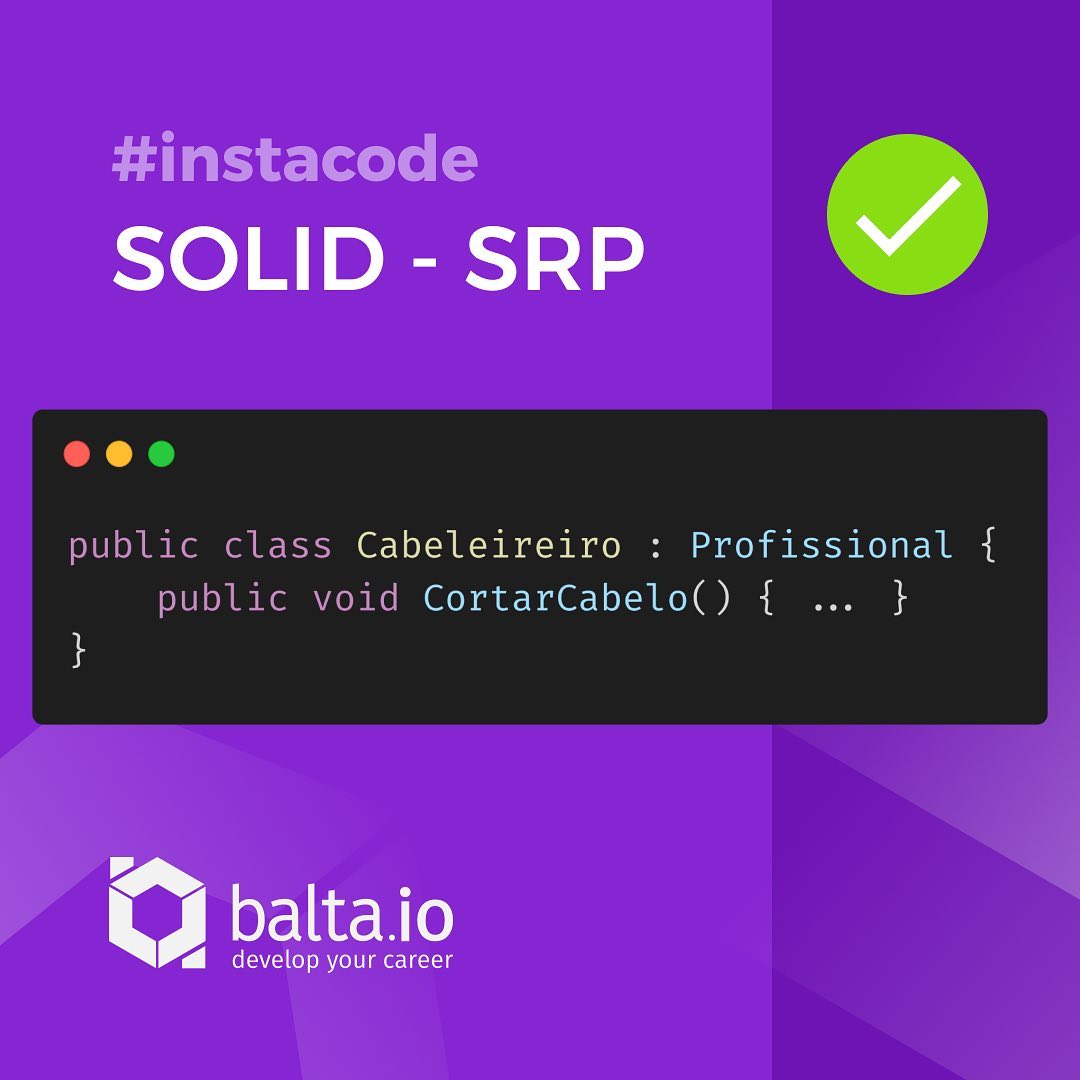 #instacode
SOLID - SRP
public class Cabeleireiro : Profissional {
    public void CortarCabelo() { ... }
}
balta.io
develop your career